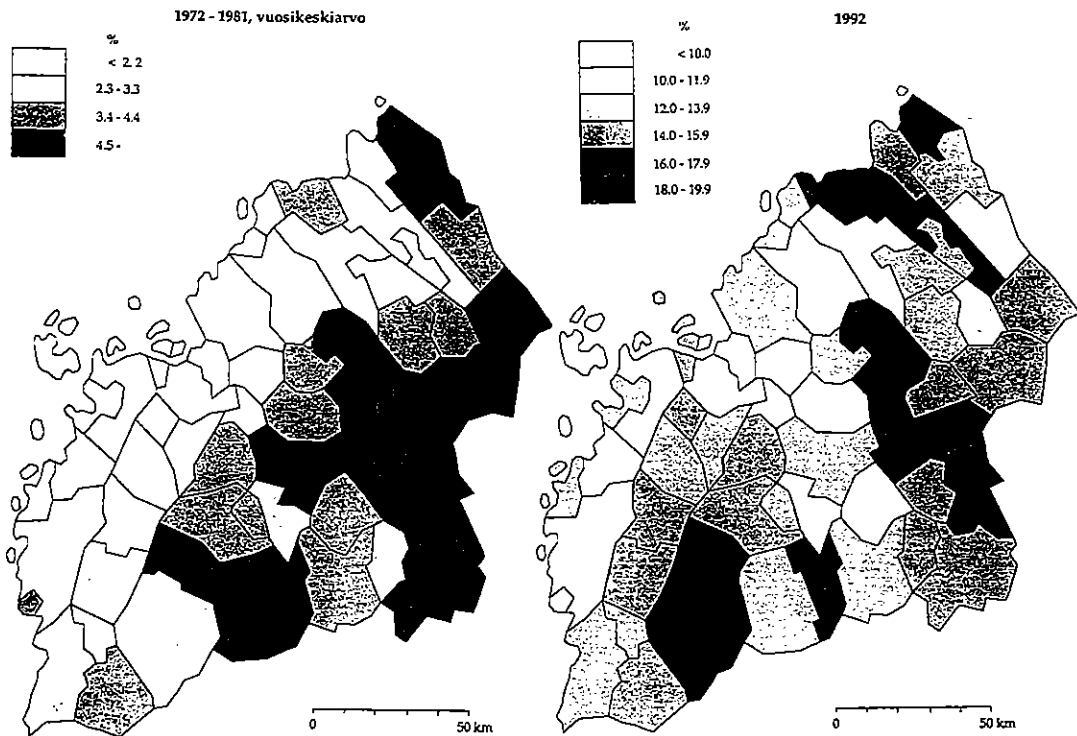 1972 - 1981, vuosikeskiarvo
%
< 2.2
2.3 - 3.3
3.4 - 4.4
4.5 -
0 50 km
1992
%
< 10.0
10.0 - 11.9
12.0 - 13.9
14.0 - 15.9
16.0 - 17.9
18.0 - 19.9
0 50 km